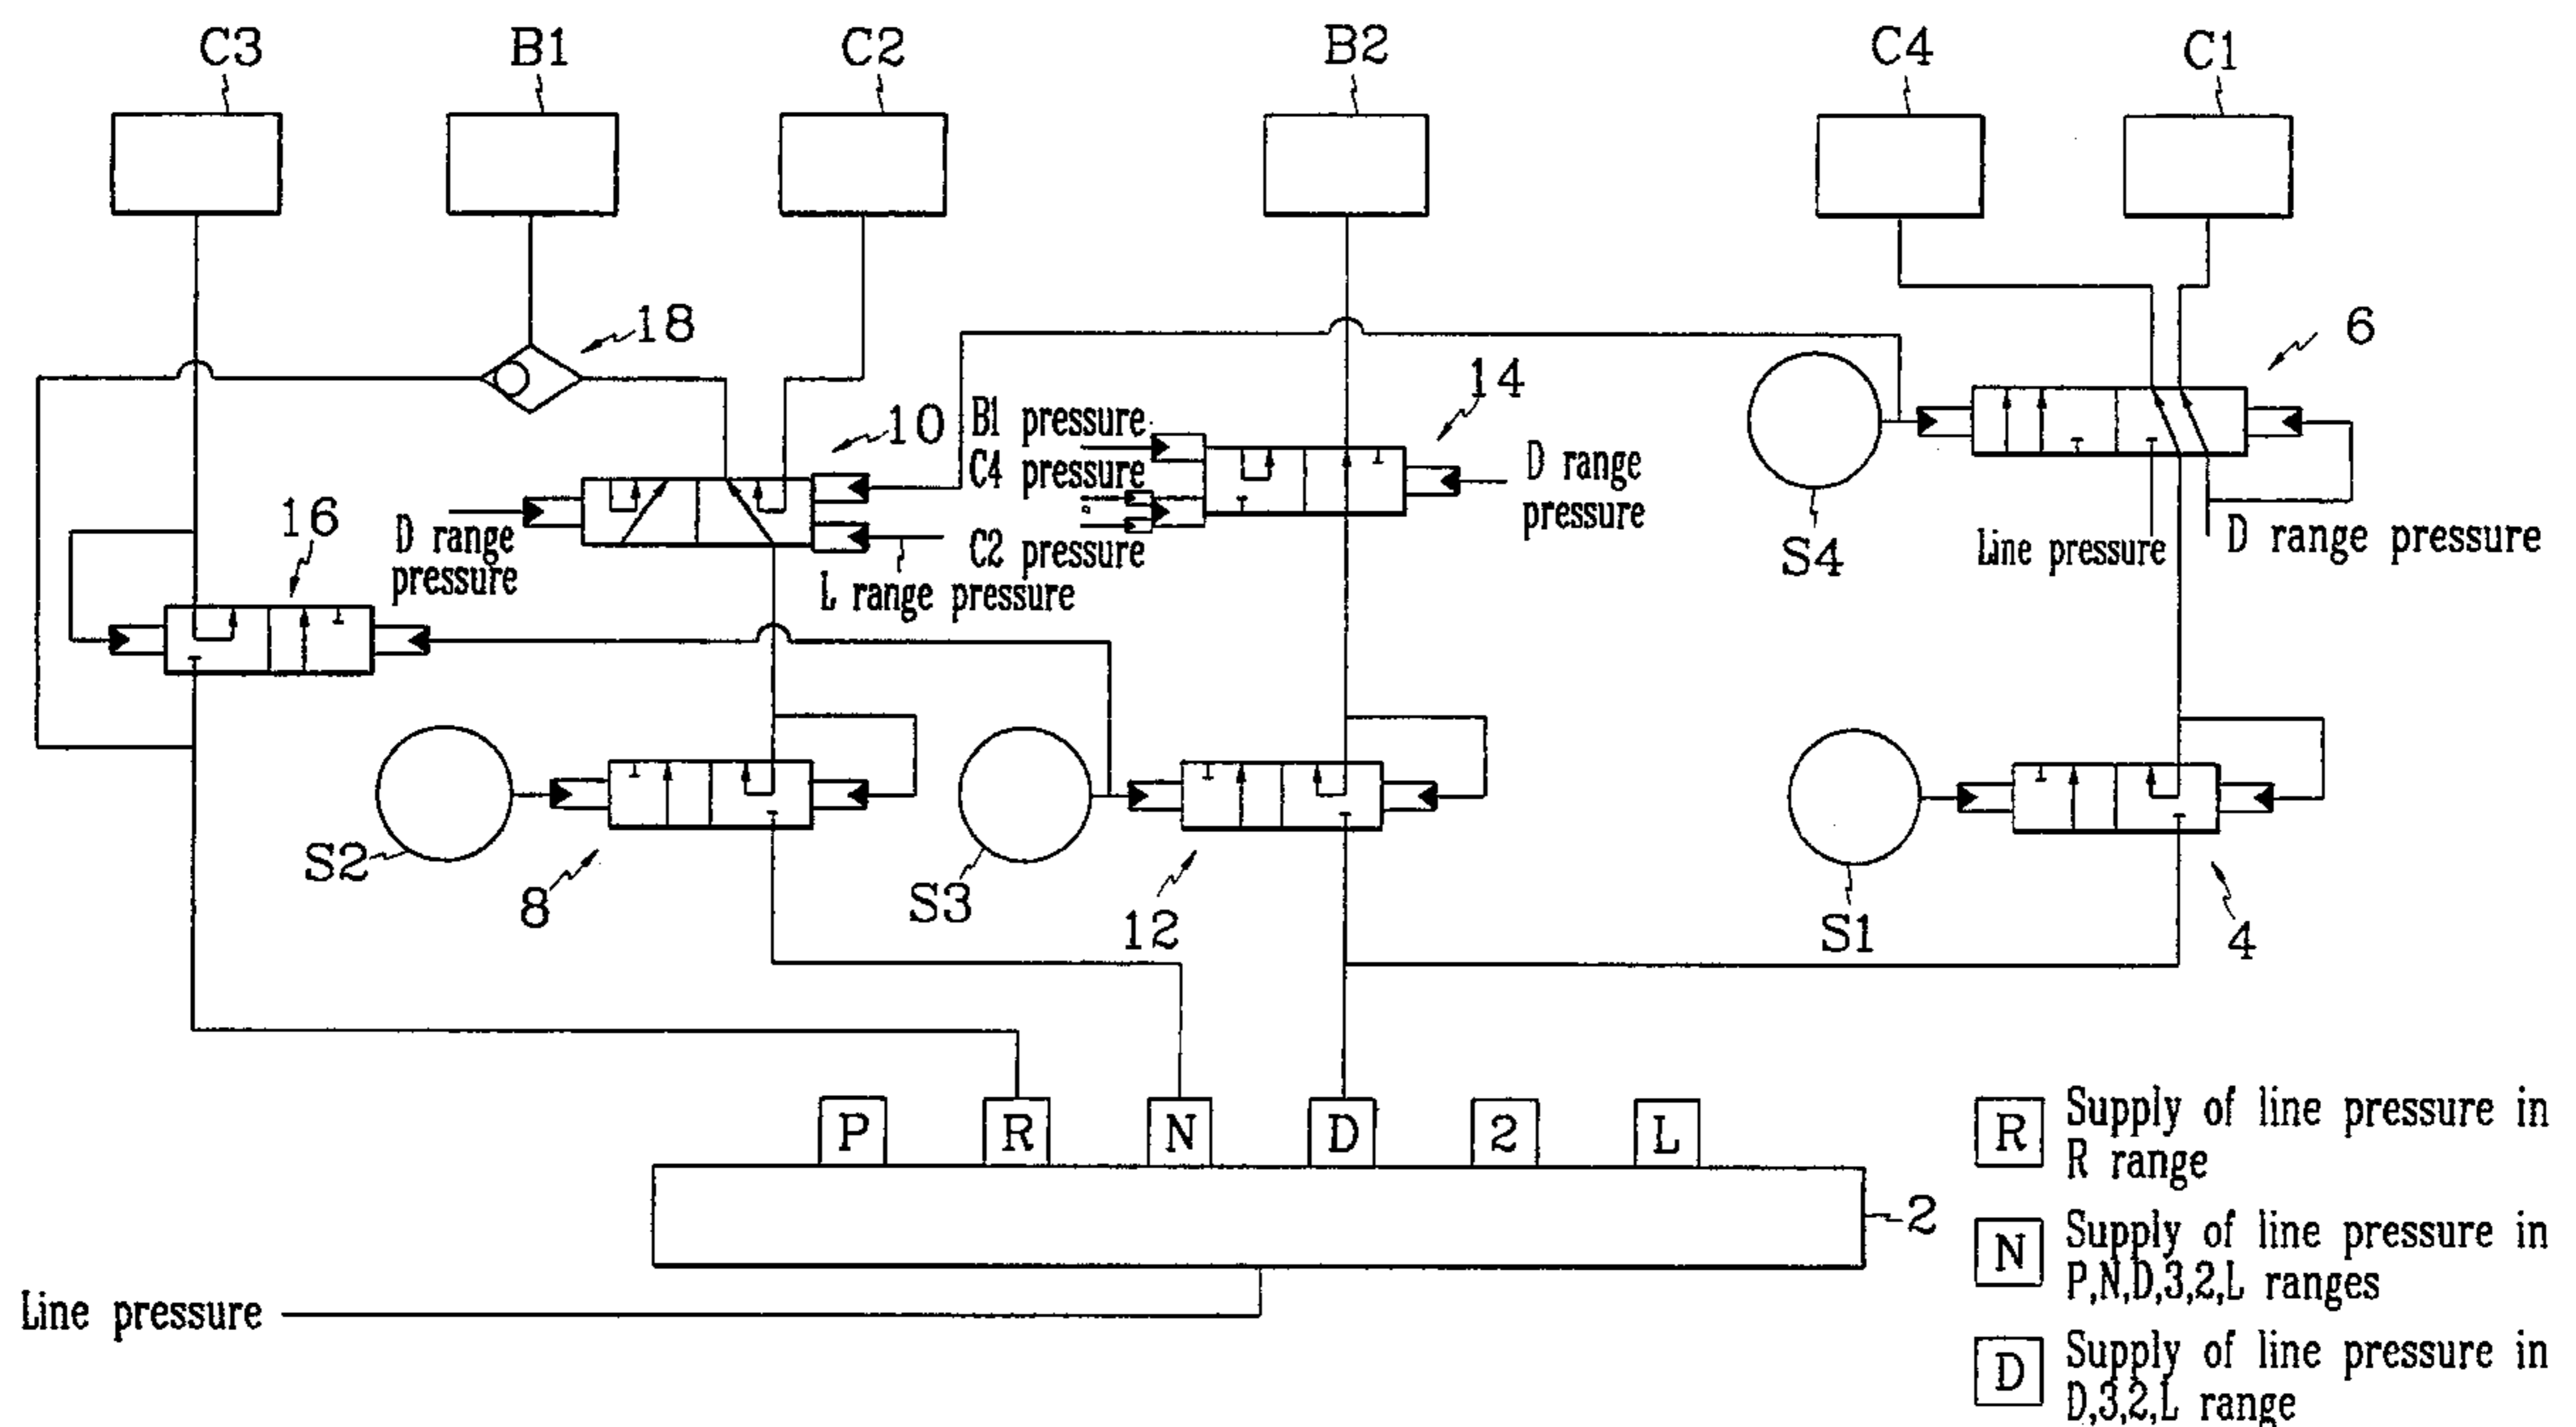 C3
B1
C2
B2
C4
C1
18
6
14
10
B1 pressure
C4 pressure
D range
pressure
16
D range
pressure
C2 pressure
L range pressure
S4
Line pressure
D range pressure
S2
8
S3
12
S1
4
P
R
N
D
2
L
2
Line pressure
R Supply of line pressure in
R range
N Supply of line pressure in
P,N,D,3,2,L ranges
D Supply of line pressure in
D,3,2,L range